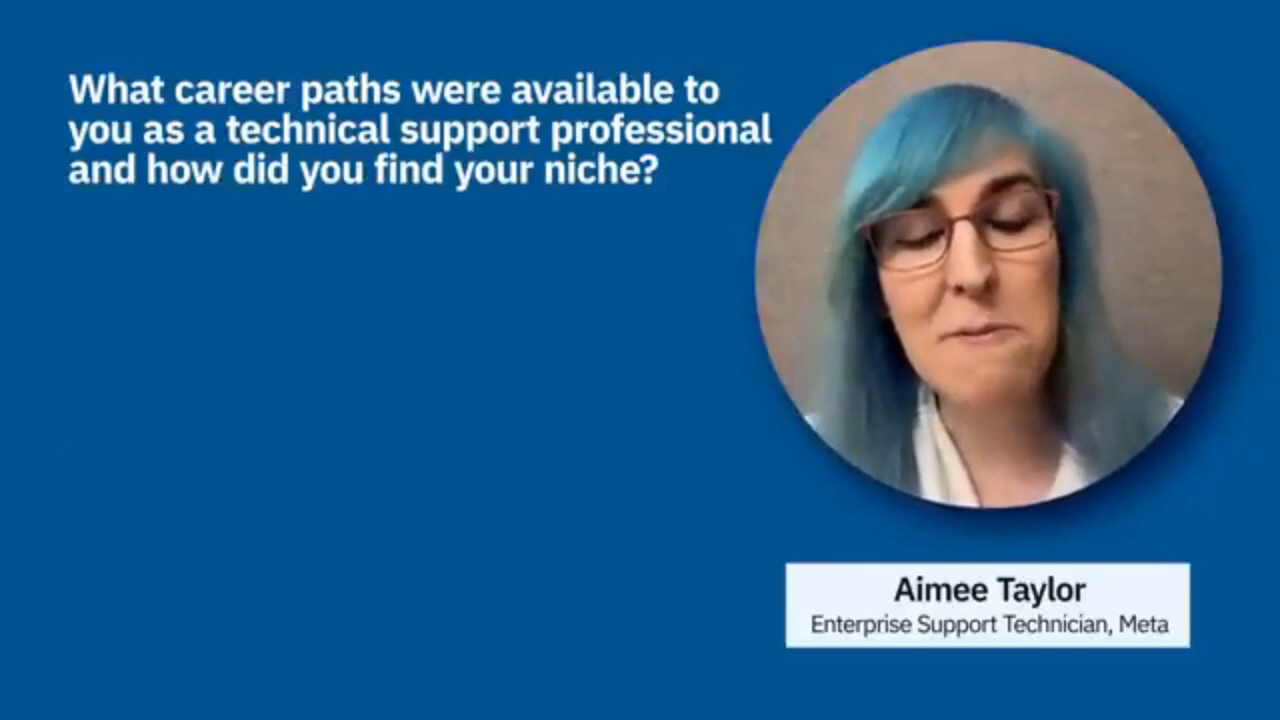 What career paths were available to
you as a technical support professional
and how did you find your niche?
Aimee Taylor
Enterprise Support Technician, Meta